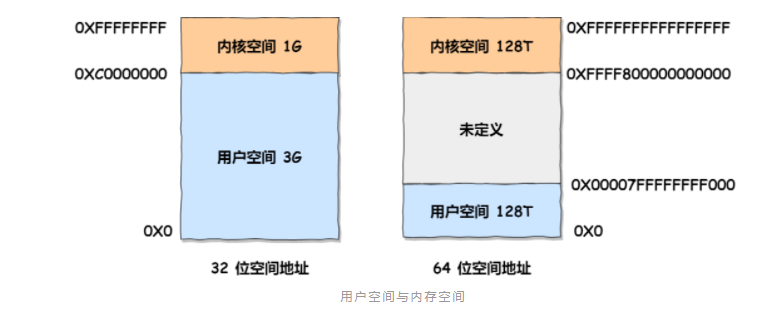 0XFFFFFFFF
内核空间 1G
0XC0000000
用户空间 3G
0X0
32 位空间地址
0XFFFFFFFFFFFFFFFF
内核空间 128T
0XFFFF800000000000
未定义
0X00007FFFFFFFF000
用户空间 128T
0X0
64 位空间地址
用户空间与内存空间